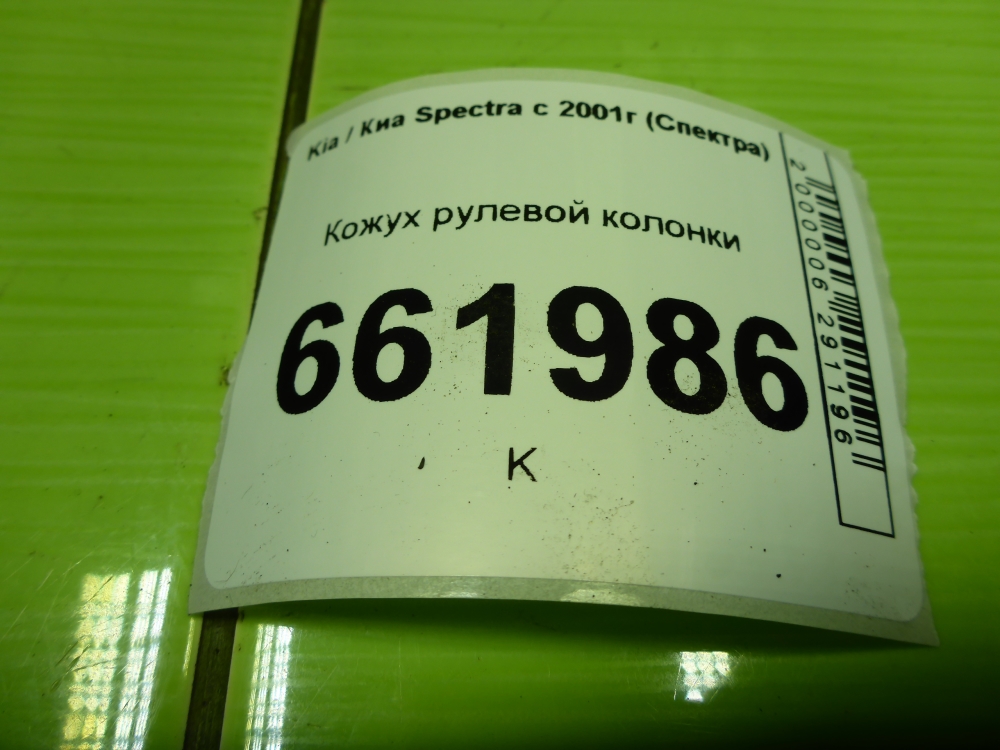 Kia / Киа Spectra с 2001г (Спектра)
Кожух рулевой колонки
661986
К
2000006291196